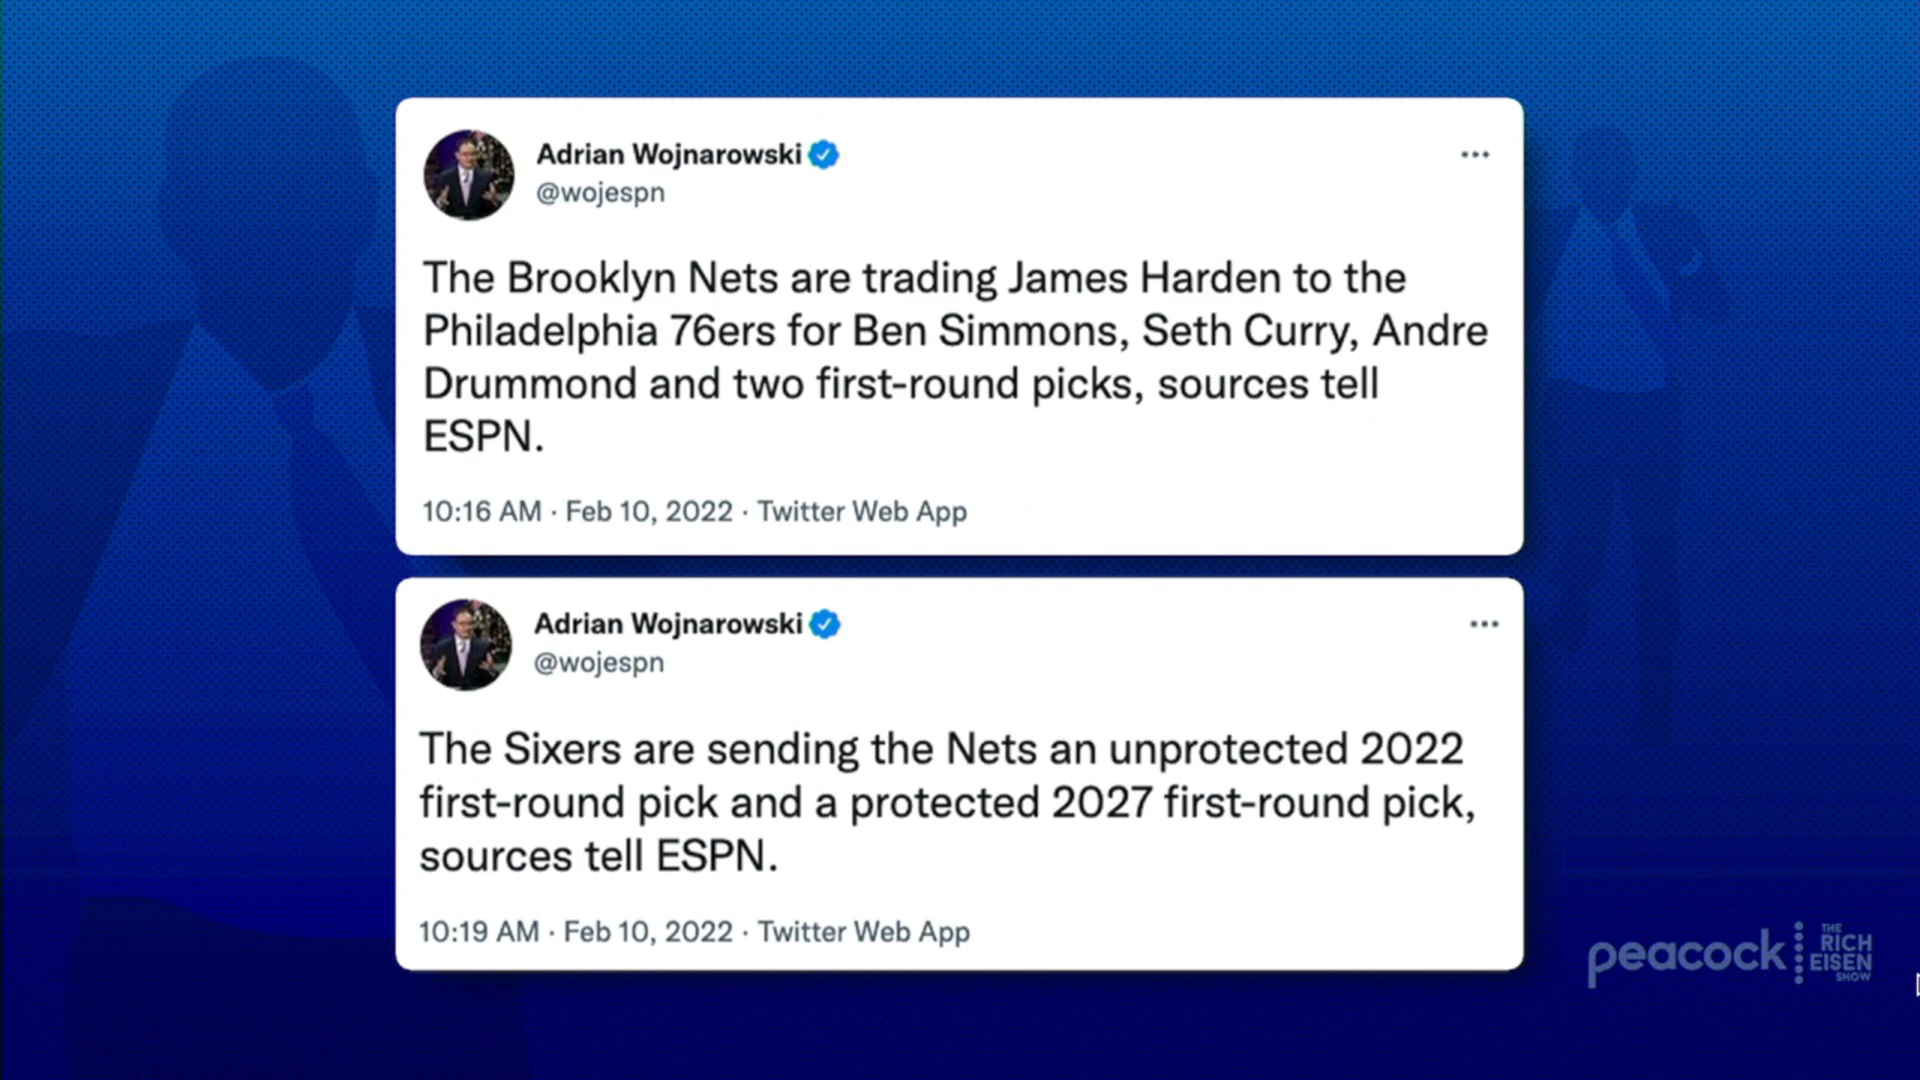 Adrian Wojnarowski
@wojespn
The Brooklyn Nets are trading James Harden to the
Philadelphia 76ers for Ben Simmons, Seth Curry, Andre
Drummond and two first-round picks, sources tell
ESPN.
10:16 AM · Feb 10, 2022 · Twitter Web App
Adrian Wojnarowski
@wojespn
The Sixers are sending the Nets an unprotected 2022
first-round pick and a protected 2027 first-round pick,
sources tell ESPN.
10:19 AM · Feb 10, 2022 · Twitter Web App
peacock
THE
RICH
EISEN
SHOW